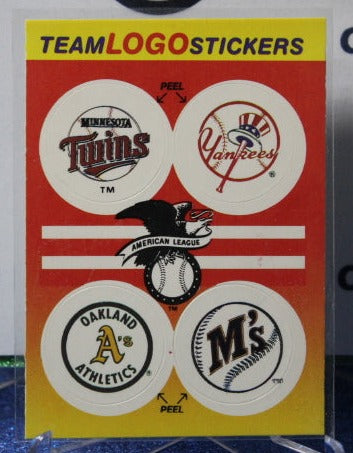 TEAMLOGOSTICKERS
PEEL
MINNESOTA
Twins
TM
Yankees
®
AMERICAN LEAGUE
TM
OAKLAND
A's
ATHLETICS
®
M's
TM
PEEL